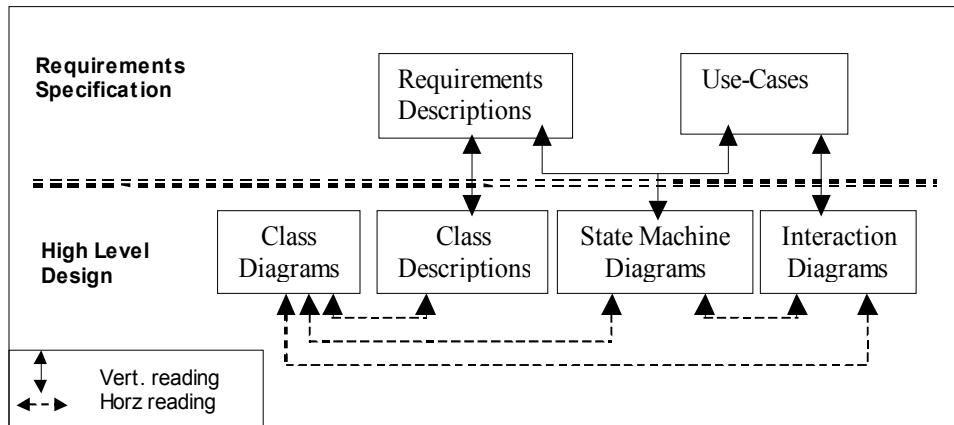 Requirements
Specification
Requirements
Descriptions
Use-Cases
High Level
Design
Class
Diagrams
Class
Descriptions
State Machine
Diagrams
Interaction
Diagrams
Vert. reading
Horz reading